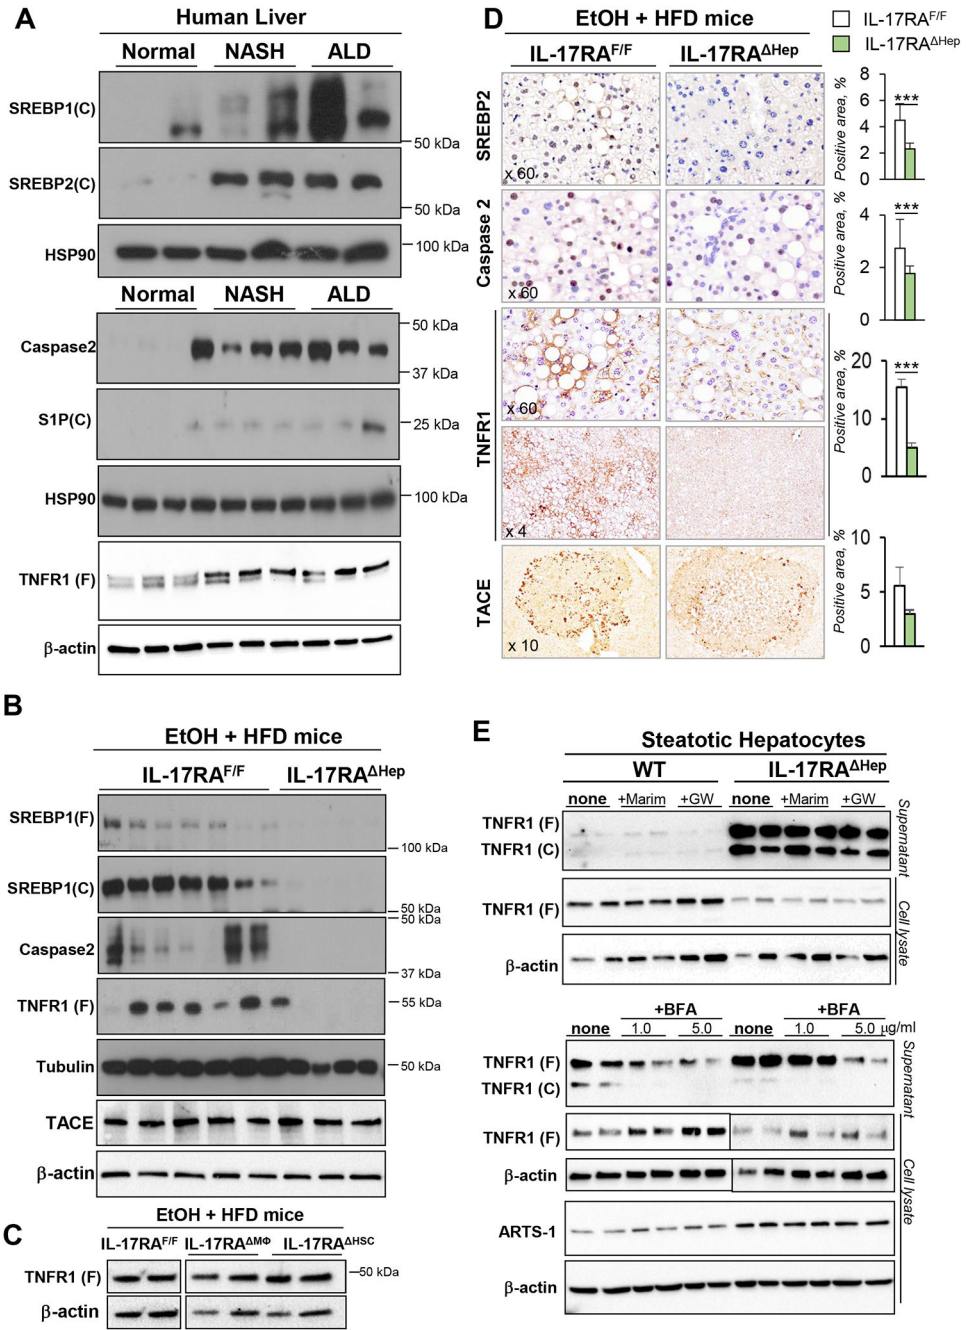 A
Human Liver
Normal NASH ALD
SREBP1(C)
50 kDa
SREBP2(C)
50 kDa
HSP90
100 kDa
Normal NASH ALD
50 kDa
Caspase2
37 kDa
S1P(C)
25 kDa
HSP90
100 kDa
TNFR1 (F)
β-actin
B
EtOH + HFD mice
IL-17RA^F/F IL-17RA^ΔHep
SREBP1(F)
100 kDa
SREBP1(C)
50 kDa
50 kDa
Caspase2
37 kDa
TNFR1 (F)
55 kDa
Tubulin
50 kDa
TACE
β-actin
C
EtOH + HFD mice
IL-17RA^F/F IL-17RA^ΔMΦ IL-17RA^ΔHSC
TNFR1 (F)
50 kDa
β-actin
D
EtOH + HFD mice
IL-17RA^F/F IL-17RA^ΔHep
IL-17RA^F/F
IL-17RA^ΔHep
SREBP2
x 60
Positive area, %
8
6
4
2
0
***
Caspase 2
x 60
Positive area, %
4
2
0
***
TNFR1
x 60
x 4
Positive area, %
20
10
0
***
TACE
x 10
Positive area, %
10
5
0
E
Steatotic Hepatocytes
WT IL-17RA^ΔHep
none +Marim +GW none +Marim +GW
TNFR1 (F)
TNFR1 (C)
Supernatant
TNFR1 (F)
β-actin
Cell lysate
+BFA +BFA
none 1.0 5.0 none 1.0 5.0 µg/ml
TNFR1 (F)
TNFR1 (C)
Supernatant
TNFR1 (F)
β-actin
ARTS-1
β-actin
Cell lysate